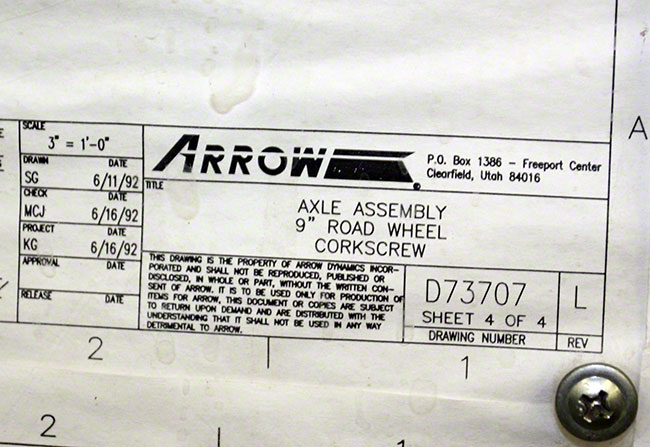 A
SCALE
3" = 1'-0"
DRAWN DATE
SG 6/11/92
CHECK DATE
MCJ 6/16/92
PROJECT DATE
KG 6/16/92
APPROVAL DATE
RELEASE DATE
ARROW
P.O. Box 1386 - Freeport Center
Clearfield, Utah 84016
TITLE
AXLE ASSEMBLY
9" ROAD WHEEL
CORKSCREW
THIS DRAWING IS THE PROPERTY OF ARROW DYNAMICS INCOR-
PORATED AND SHALL NOT BE REPRODUCED, PUBLISHED OR
DISCLOSED, IN WHOLE OR PART, WITHOUT THE WRITTEN CON-
SENT OF ARROW. IT IS TO BE USED ONLY FOR PRODUCTION OF
ITEMS FOR ARROW, THIS DOCUMENT OR COPIES ARE SUBJECT
TO RETURN UPON DEMAND AND ARE DISTRIBUTED WITH THE
UNDERSTANDING THAT IT SHALL NOT BE USED IN ANY WAY
DETRIMENTAL TO ARROW.
D73707
SHEET 4 OF 4
DRAWING NUMBER
L
REV
2
1
2